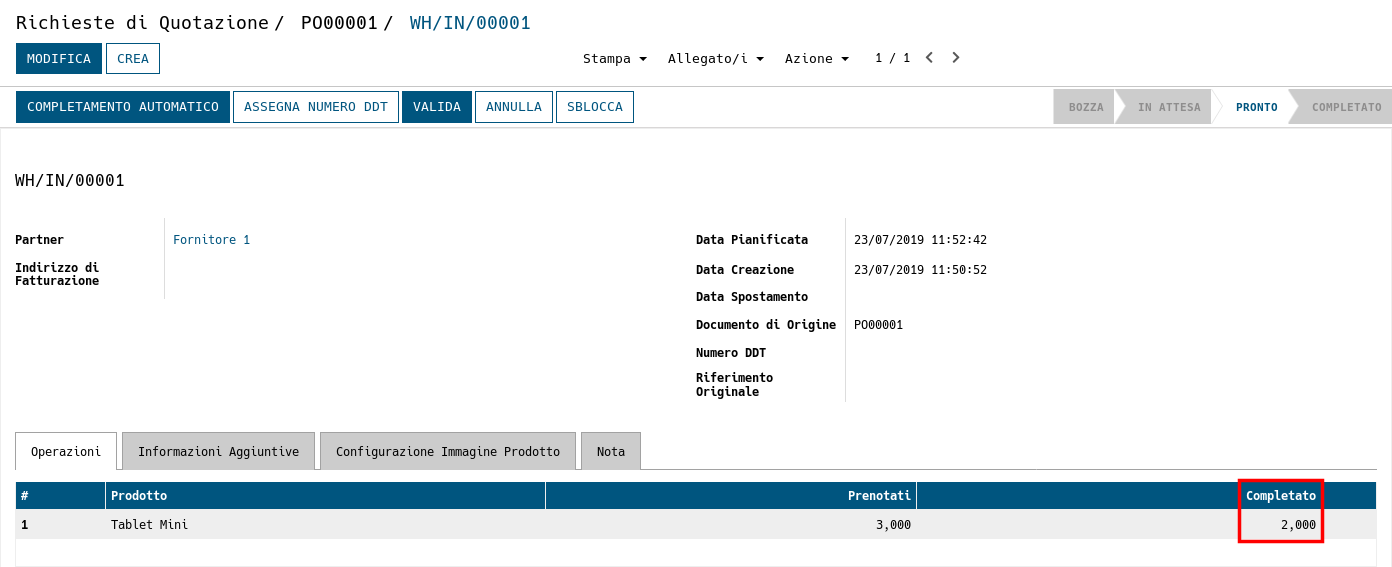 Richieste di Quotazione / PO00001 / WH/IN/00001
MODIFICA CREA Stampa Allegato/i Azione 1 / 1
COMPLETAMENTO AUTOMATICO ASSEGNA NUMERO DDT VALIDA ANNULLA SBLOCCA BOZZA IN ATTESA PRONTO COMPLETATO
WH/IN/00001
Partner Fornitore 1
Indirizzo di
Fatturazione
Data Pianificata 23/07/2019 11:52:42
Data Creazione 23/07/2019 11:50:52
Data Spostamento
Documento di Origine PO00001
Numero DDT
Riferimento
Originale
Operazioni Informazioni Aggiuntive Configurazione Immagine Prodotto Nota
# Prodotto Prenotati Completato
1 Tablet Mini 3,000 2,000